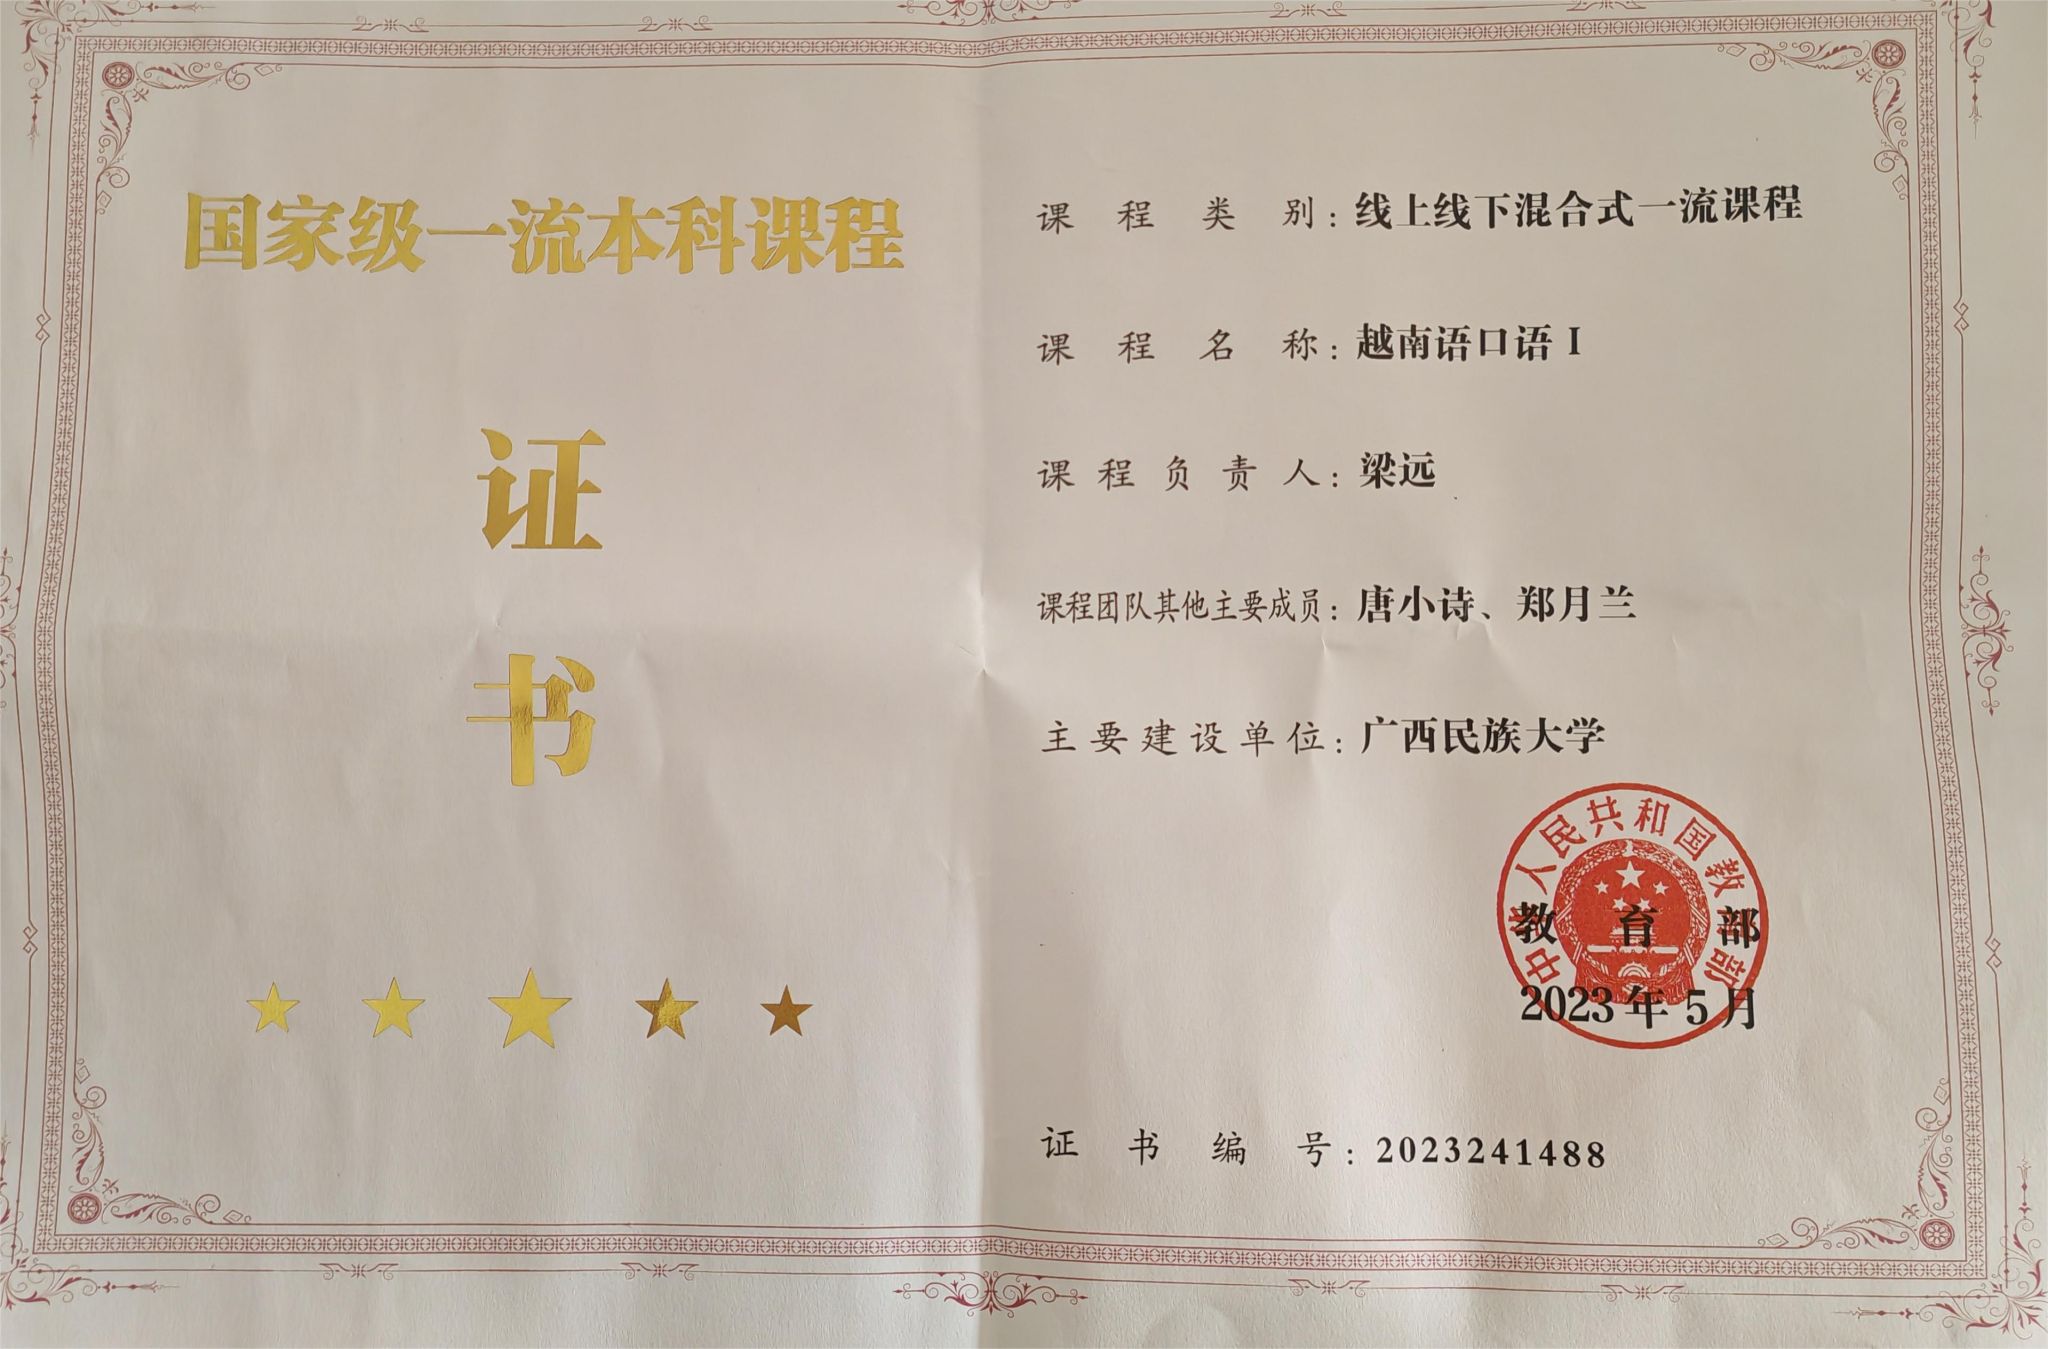 国家级一流本科课程
证
书
课程类别：线上线下混合式一流课程
课程名称：越南语口语Ⅰ
课程负责人：梁远
课程团队其他主要成员：唐小诗、郑月兰
主要建设单位：广西民族大学
中华人民共和国教育部
教育部
2023年5月
证书编号：2023241488